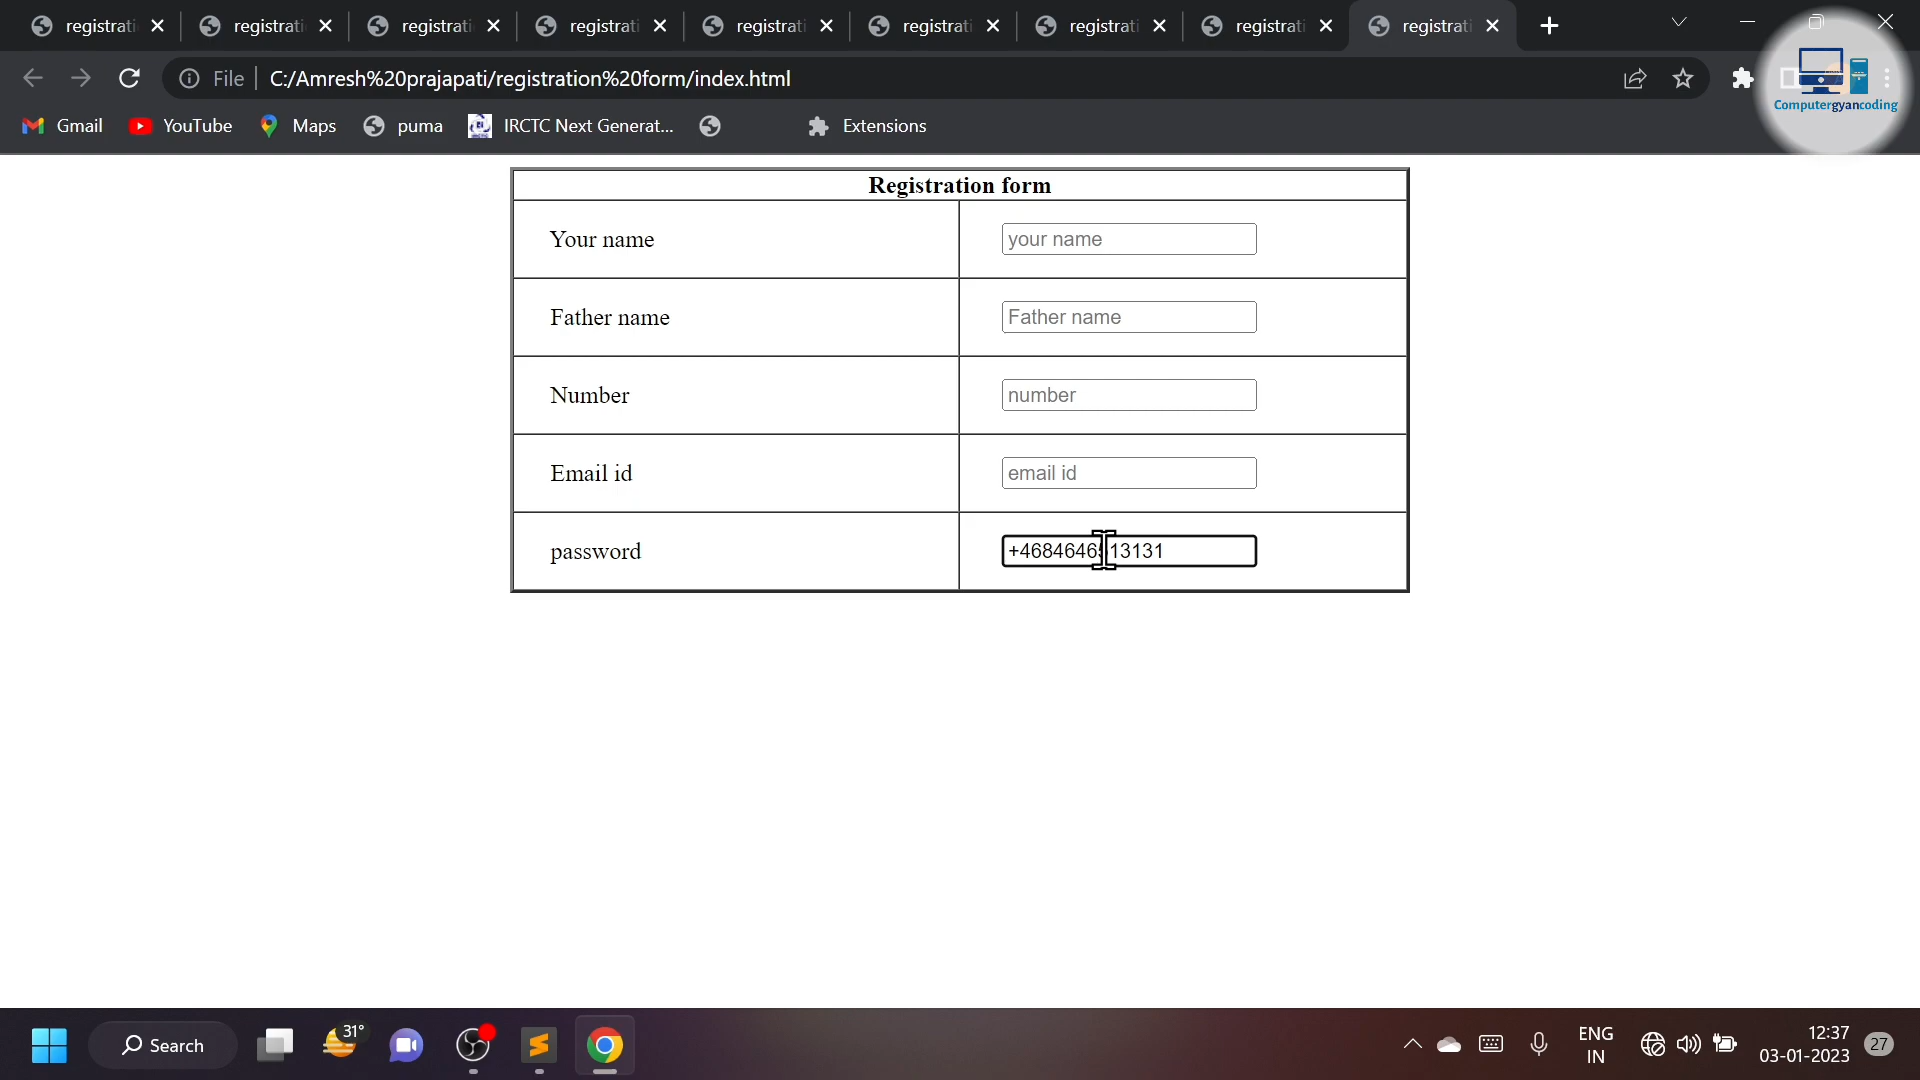 registrati registrati registrati registrati registrati registrati registrati registrati registrati
File C:/Amresh%20prajapati/registration%20form/index.html
Gmail YouTube Maps puma IRCTC Next Generat... Extensions
Computergyancoding
Registration form
Your name your name
Father name Father name
Number number
Email id email id
password
31°
Search
ENG
IN
12:37
03-01-2023
27